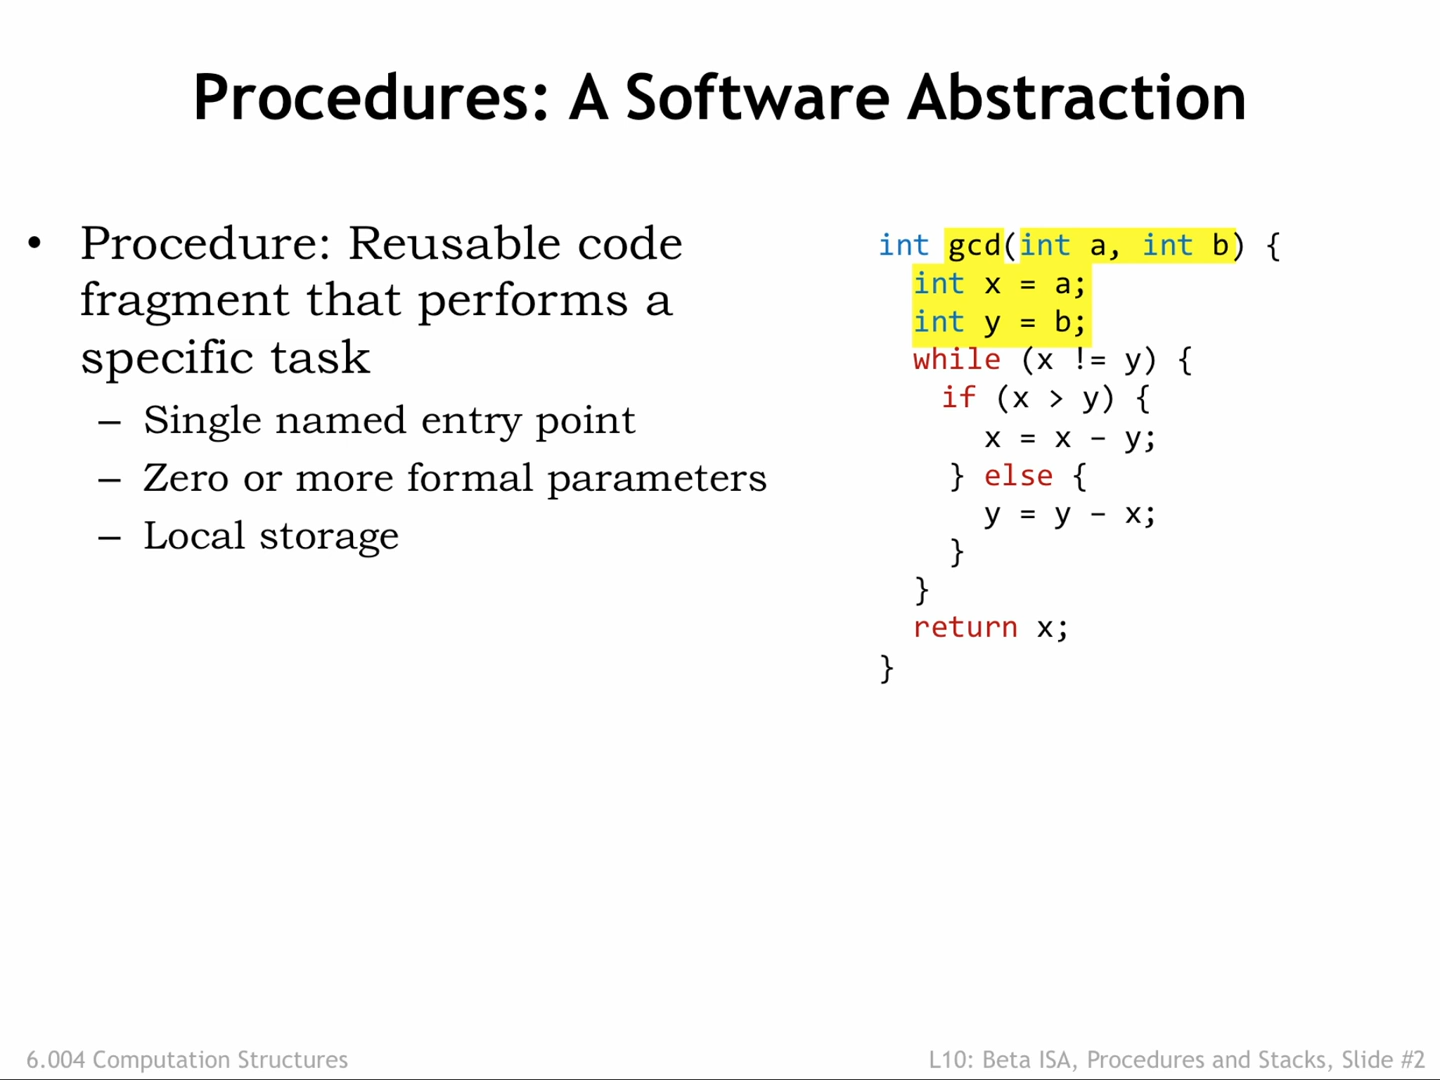 Procedures: A Software Abstraction
• Procedure: Reusable code
fragment that performs a
specific task
– Single named entry point
– Zero or more formal parameters
– Local storage
int gcd(int a, int b) {
int x = a;
int y = b;
while (x != y) {
if (x > y) {
x = x – y;
} else {
y = y – x;
}
}
return x;
}
6.004 Computation Structures
L10: Beta ISA, Procedures and Stacks, Slide #2